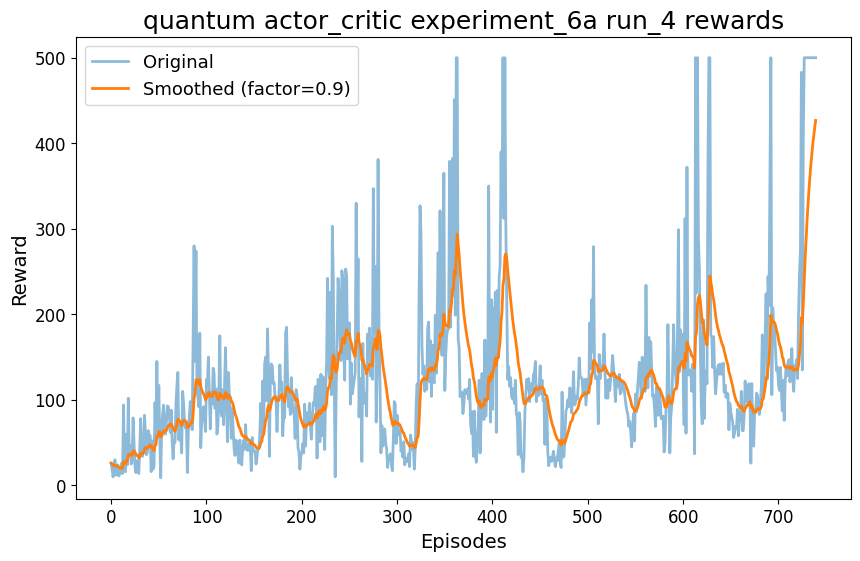 quantum actor_critic experiment_6a run_4 rewards
Original
Smoothed (factor=0.9)
Reward
500
400
300
200
100
0
0 100 200 300 400 500 600 700
Episodes